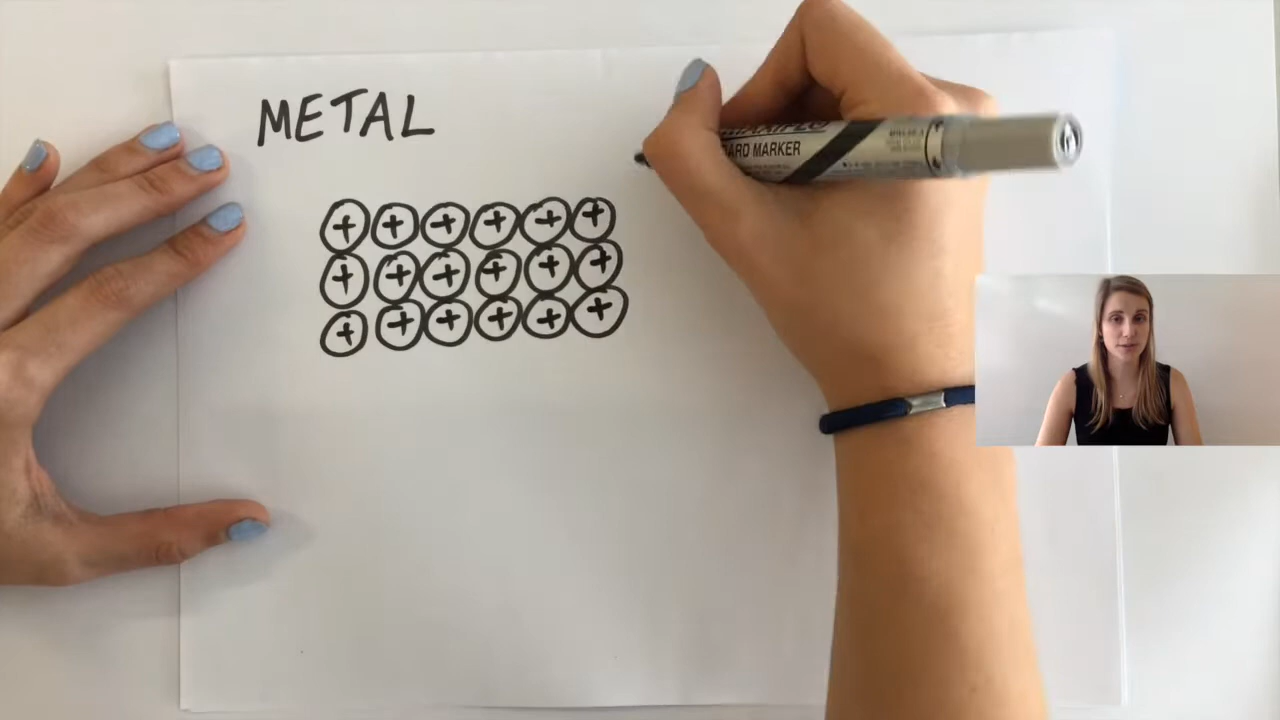 METAL
+ + + + + +
+ + + + + +
+ + + + + +
BOARD MARKER